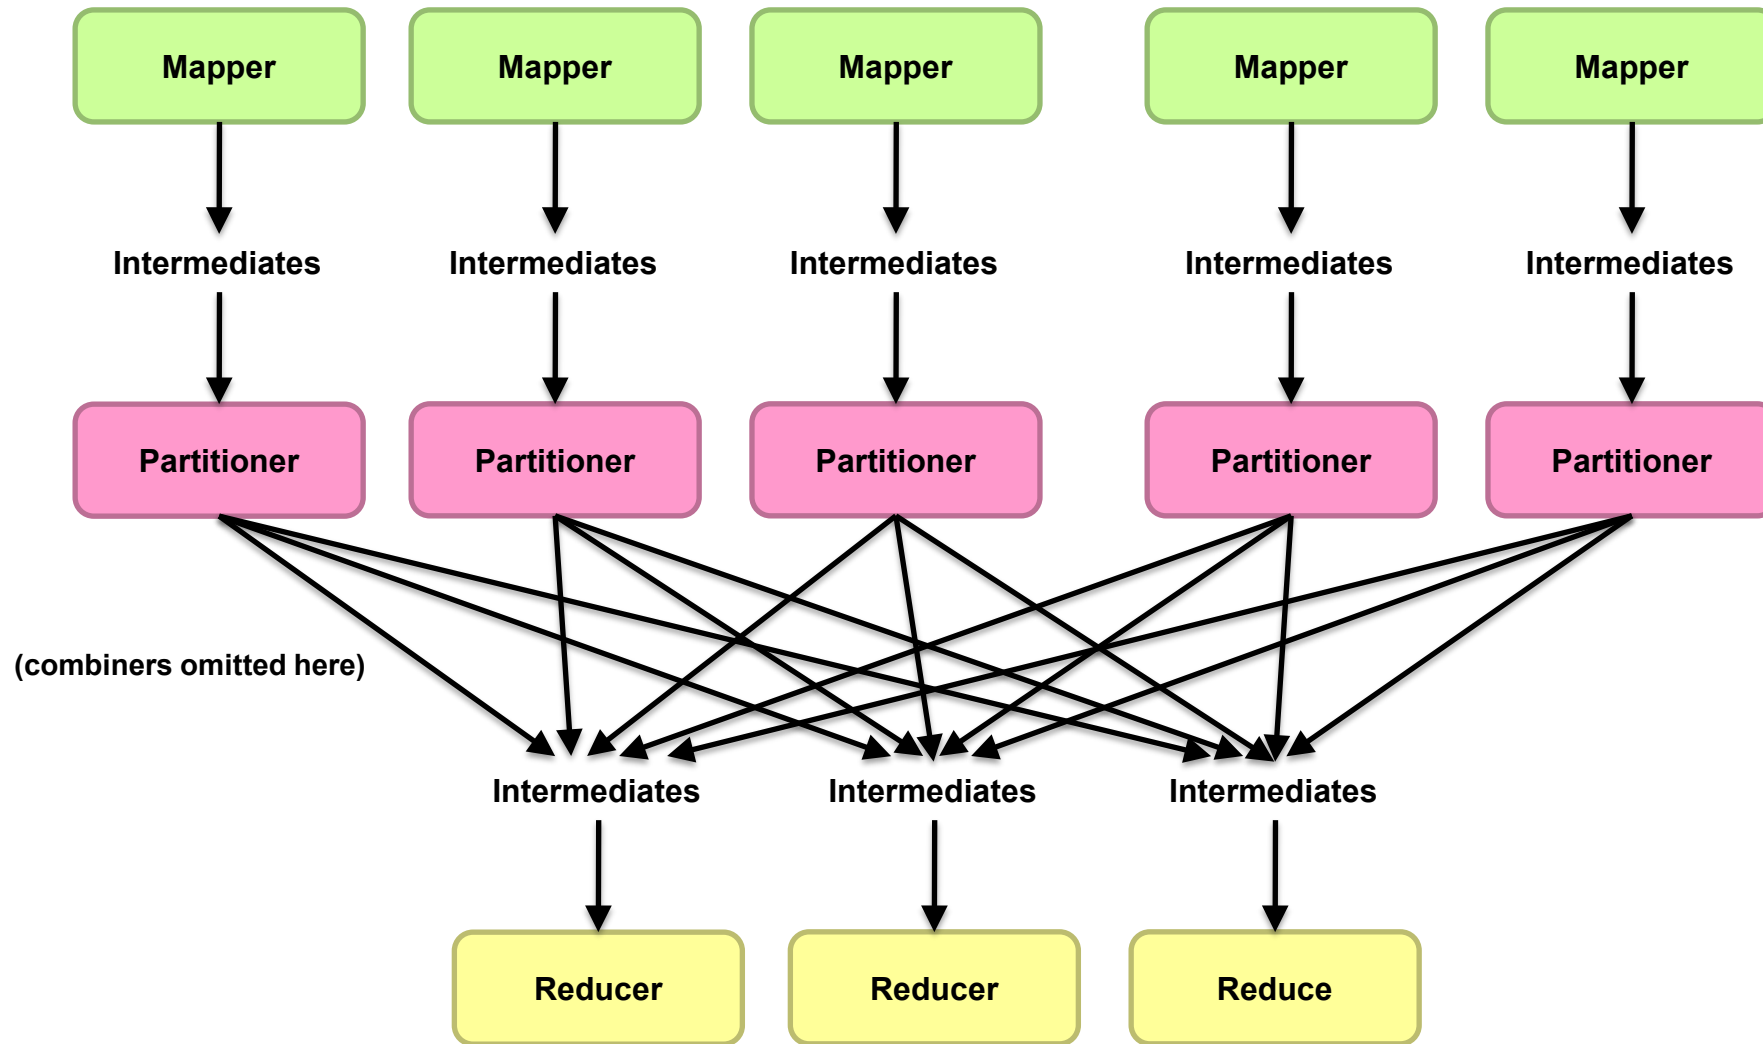 Mapper
Mapper
Mapper
Mapper
Mapper
Intermediates
Intermediates
Intermediates
Intermediates
Intermediates
Partitioner
Partitioner
Partitioner
Partitioner
Partitioner
(combiners omitted here)
Intermediates
Intermediates
Intermediates
Reducer
Reducer
Reduce